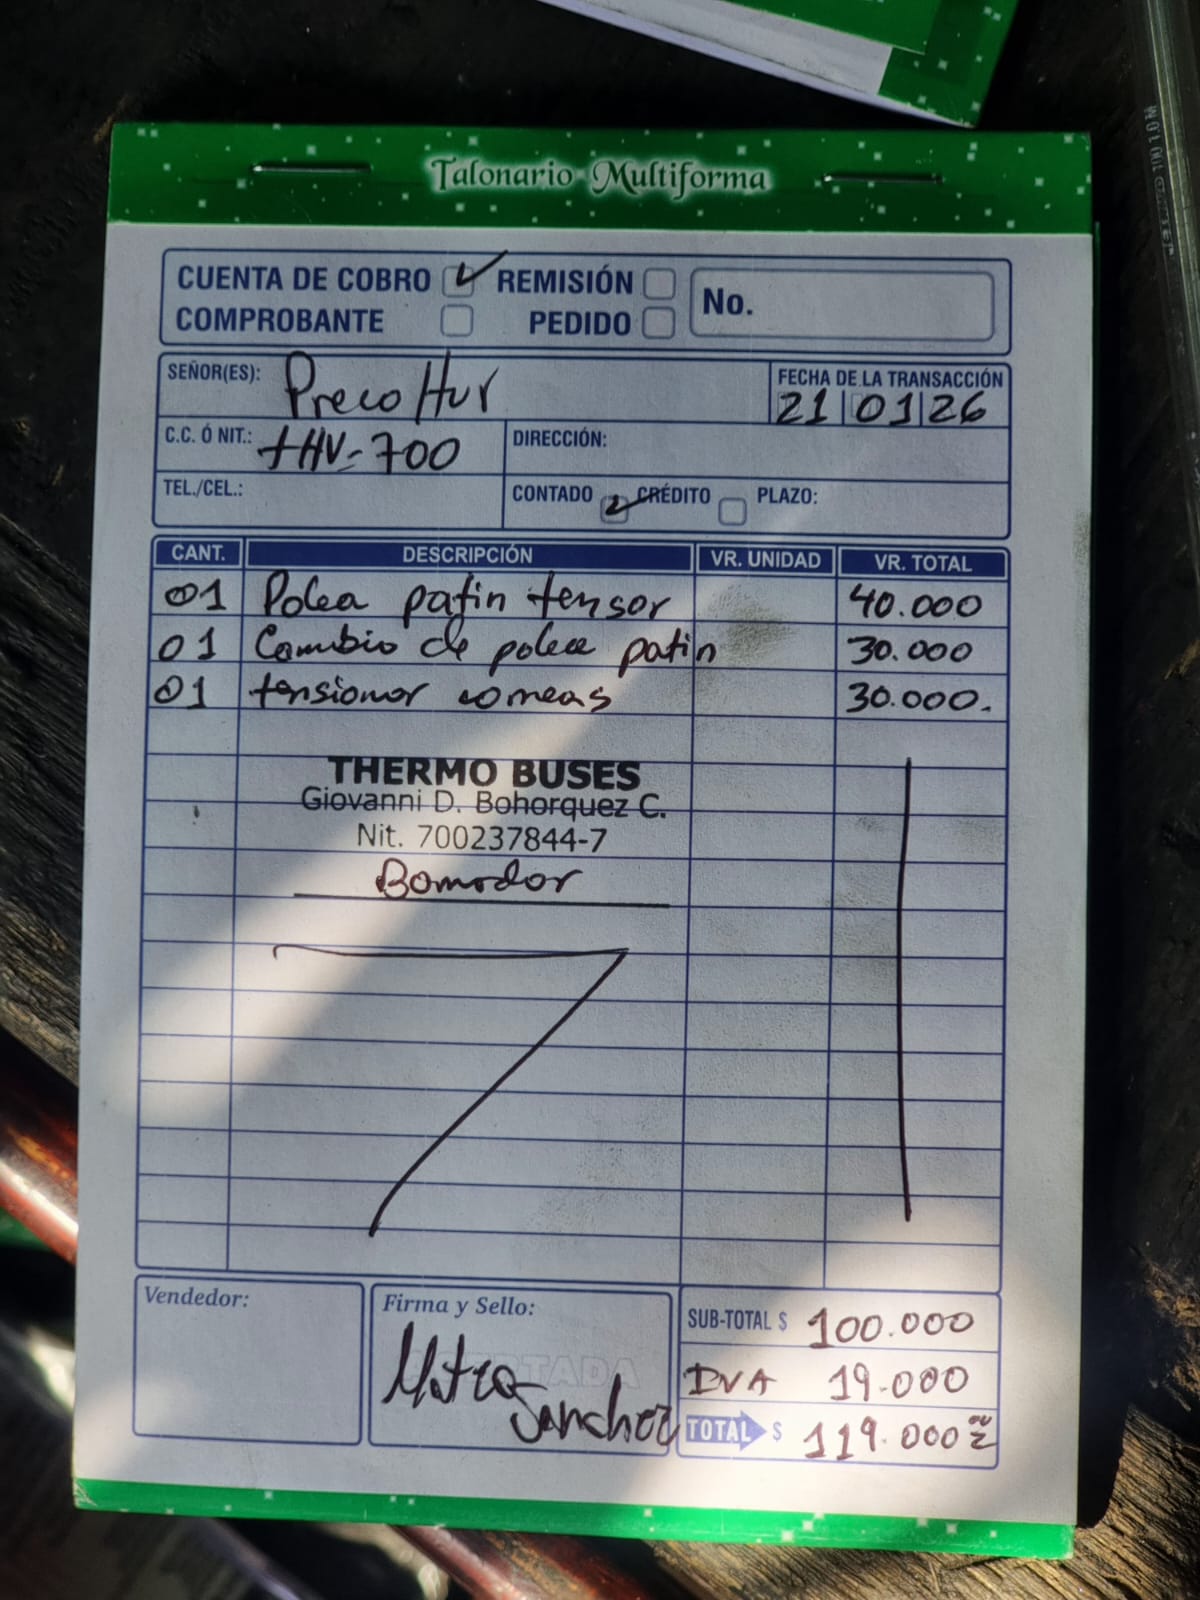 Talonario Multiforma
CUENTA DE COBRO ✓ REMISIÓN
COMPROBANTE PEDIDO
No.
SEÑOR(ES): Precoltur
FECHA DE LA TRANSACCIÓN
21 01 26
C.C. Ó NIT.: THV-700
DIRECCIÓN:
TEL./CEL.:
CONTADO ✓ CRÉDITO PLAZO:
CANT. DESCRIPCIÓN VR. UNIDAD VR. TOTAL
01 Polea patin tensor 40.000
01 Cambio de polea patin 30.000
01 tensionar correas 30.000.
THERMO BUSES
Giovanni D. Bohorquez C.
Nit. 700237844-7
Vendedor:
Firma y Sello:
Sanchez
SUB-TOTAL $ 100.000
IVA 19.000
TOTAL $ 119.000